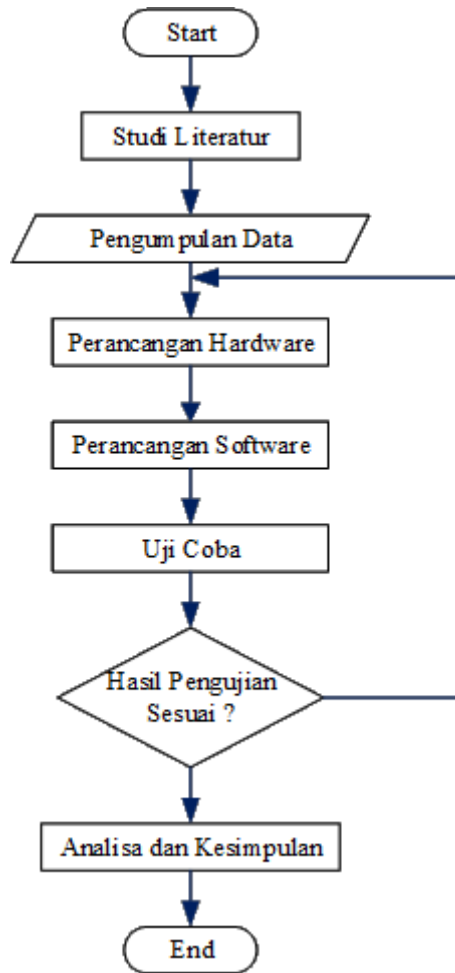 Start
Studi Literatur
Pengumpulan Data
Perancangan Hardware
Perancangan Software
Uji Coba
Hasil Pengujian
Sesuai ?
Analisa dan Kesimpulan
End